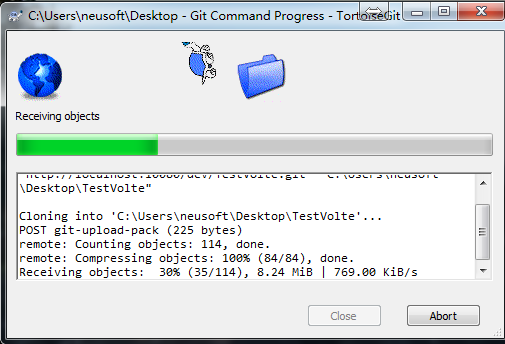 C:\Users\neusoft\Desktop - Git Command Progress - TortoiseGit
Receiving objects
"http://localhost:10080/dev/TestVolte.git" "C:\Users\neusoft
\Desktop\TestVolte"
Cloning into 'C:\Users\neusoft\Desktop\TestVolte'...
POST git-upload-pack (225 bytes)
remote: Counting objects: 114, done.
remote: Compressing objects: 100% (84/84), done.
Receiving objects:  30% (35/114), 8.24 MiB | 769.00 KiB/s
Close
Abort